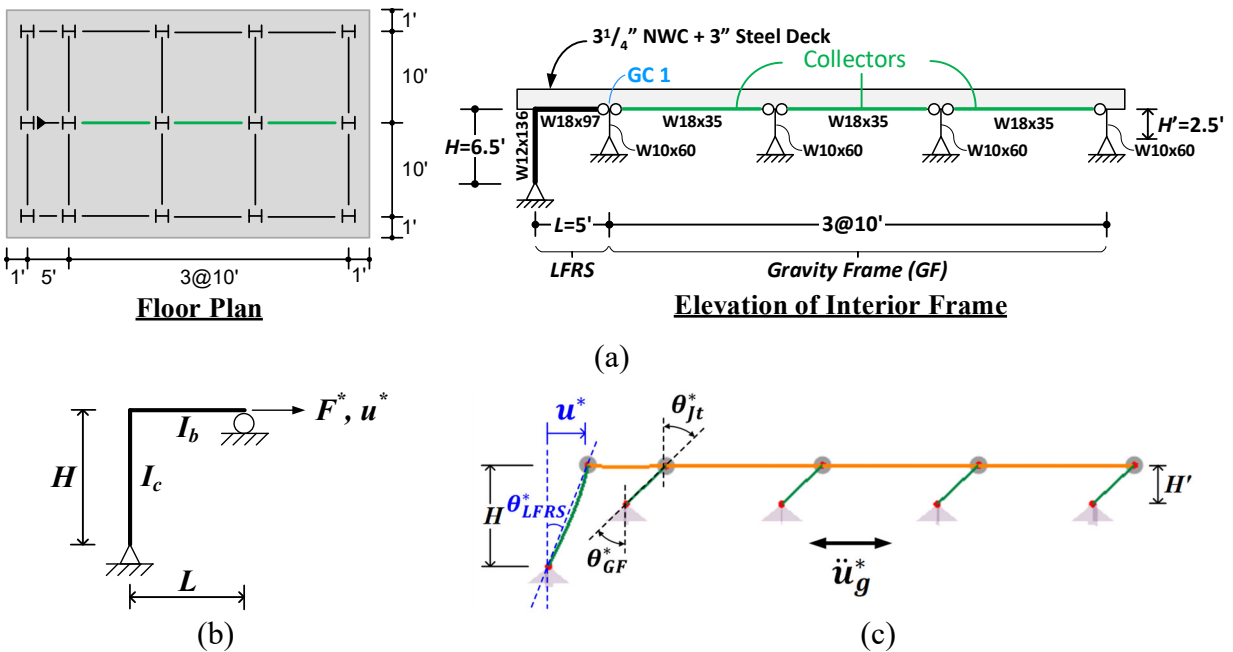 1'
10'
10'
1'
1'
5'
3@10'
1'
Floor Plan
3¹/₄” NWC + 3” Steel Deck
GC 1
Collectors
H=6.5'
W12x136
W18x97
W18x35
W18x35
W18x35
H’=2.5'
W10x60
W10x60
W10x60
W10x60
L=5'
3@10'
LFRS
Gravity Frame (GF)
Elevation of Interior Frame
(a)
H
I_c
I_b
F*, u*
L
(b)
u*
θ*_Jt
H
θ*_LFRS
θ*_GF
H'
ü*_g
(c)